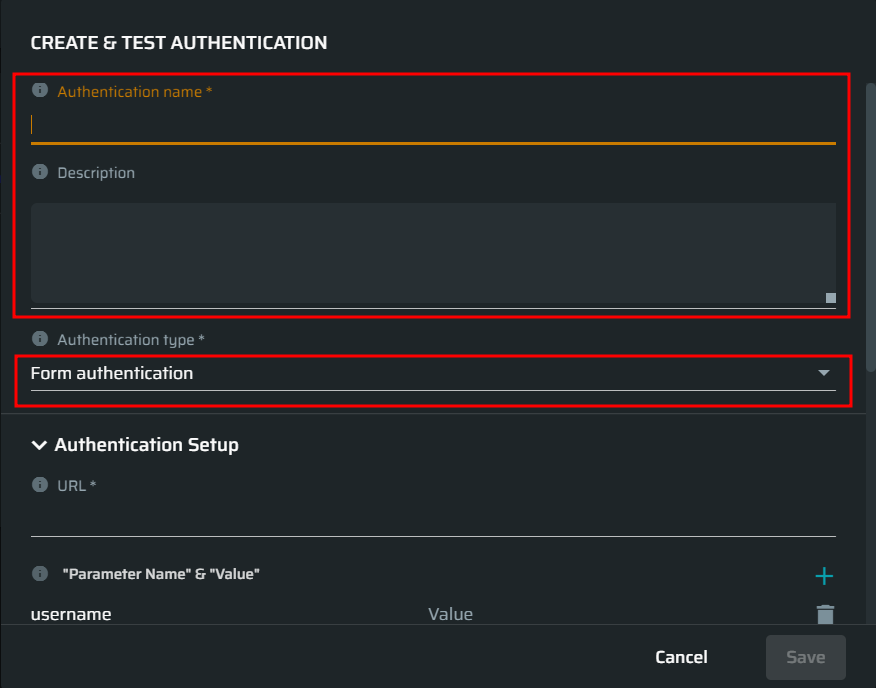 CREATE & TEST AUTHENTICATION
Authentication name *
Description
Authentication type *
Form authentication
Authentication Setup
URL *
"Parameter Name" & "Value"
username Value
Cancel Save